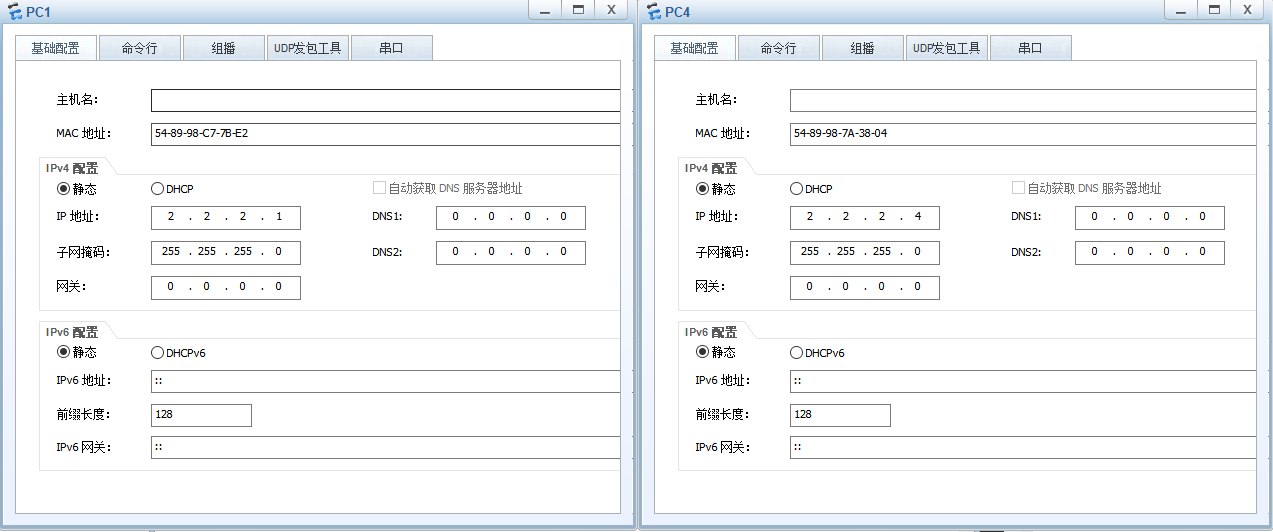 PC1
基础配置 命令行 组播 UDP发包工具 串口
主机名：
MAC 地址： 54-89-98-C7-7B-E2
IPv4 配置
静态 DHCP 自动获取 DNS 服务器地址
IP 地址： 2 . 2 . 2 . 1 DNS1: 0 . 0 . 0 . 0
子网掩码： 255 . 255 . 255 . 0 DNS2: 0 . 0 . 0 . 0
网关： 0 . 0 . 0 . 0
IPv6 配置
静态 DHCPv6
IPv6 地址： ::
前缀长度： 128
IPv6 网关： ::
PC4
基础配置 命令行 组播 UDP发包工具 串口
主机名：
MAC 地址： 54-89-98-7A-38-04
IPv4 配置
静态 DHCP 自动获取 DNS 服务器地址
IP 地址： 2 . 2 . 2 . 4 DNS1: 0 . 0 . 0 . 0
子网掩码： 255 . 255 . 255 . 0 DNS2: 0 . 0 . 0 . 0
网关： 0 . 0 . 0 . 0
IPv6 配置
静态 DHCPv6
IPv6 地址： ::
前缀长度： 128
IPv6 网关： ::